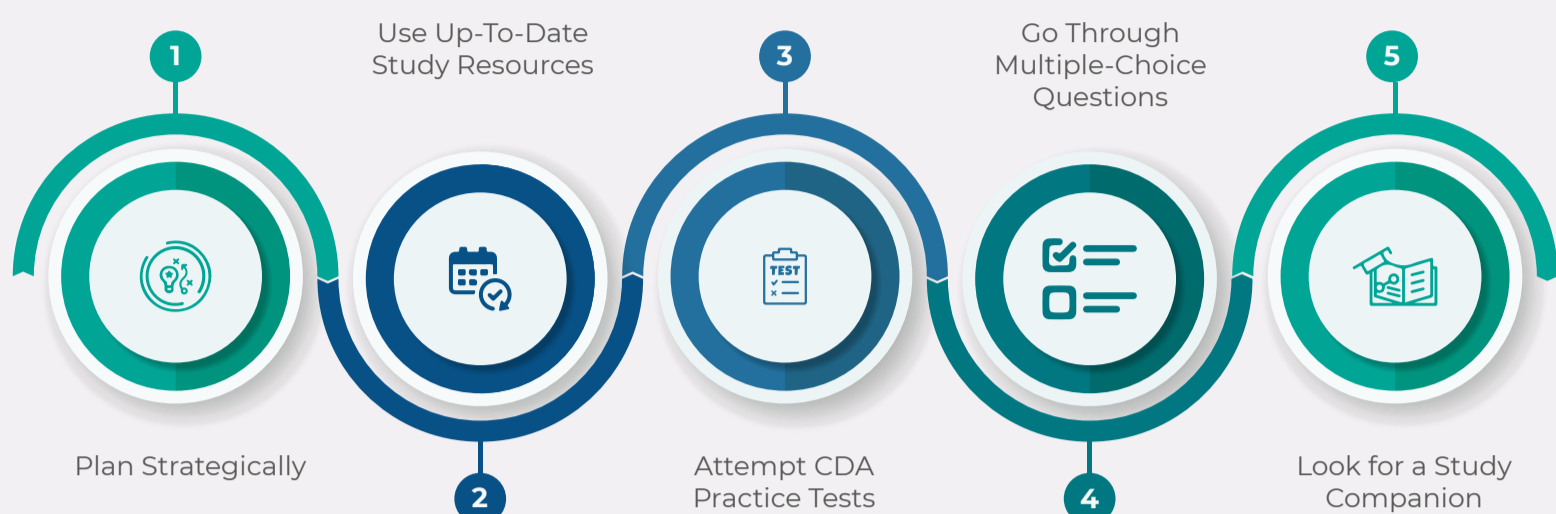 1
Plan Strategically
Use Up-To-Date
Study Resources
2
3
TEST
Attempt CDA
Practice Tests
Go Through
Multiple-Choice
Questions
4
5
Look for a Study
Companion